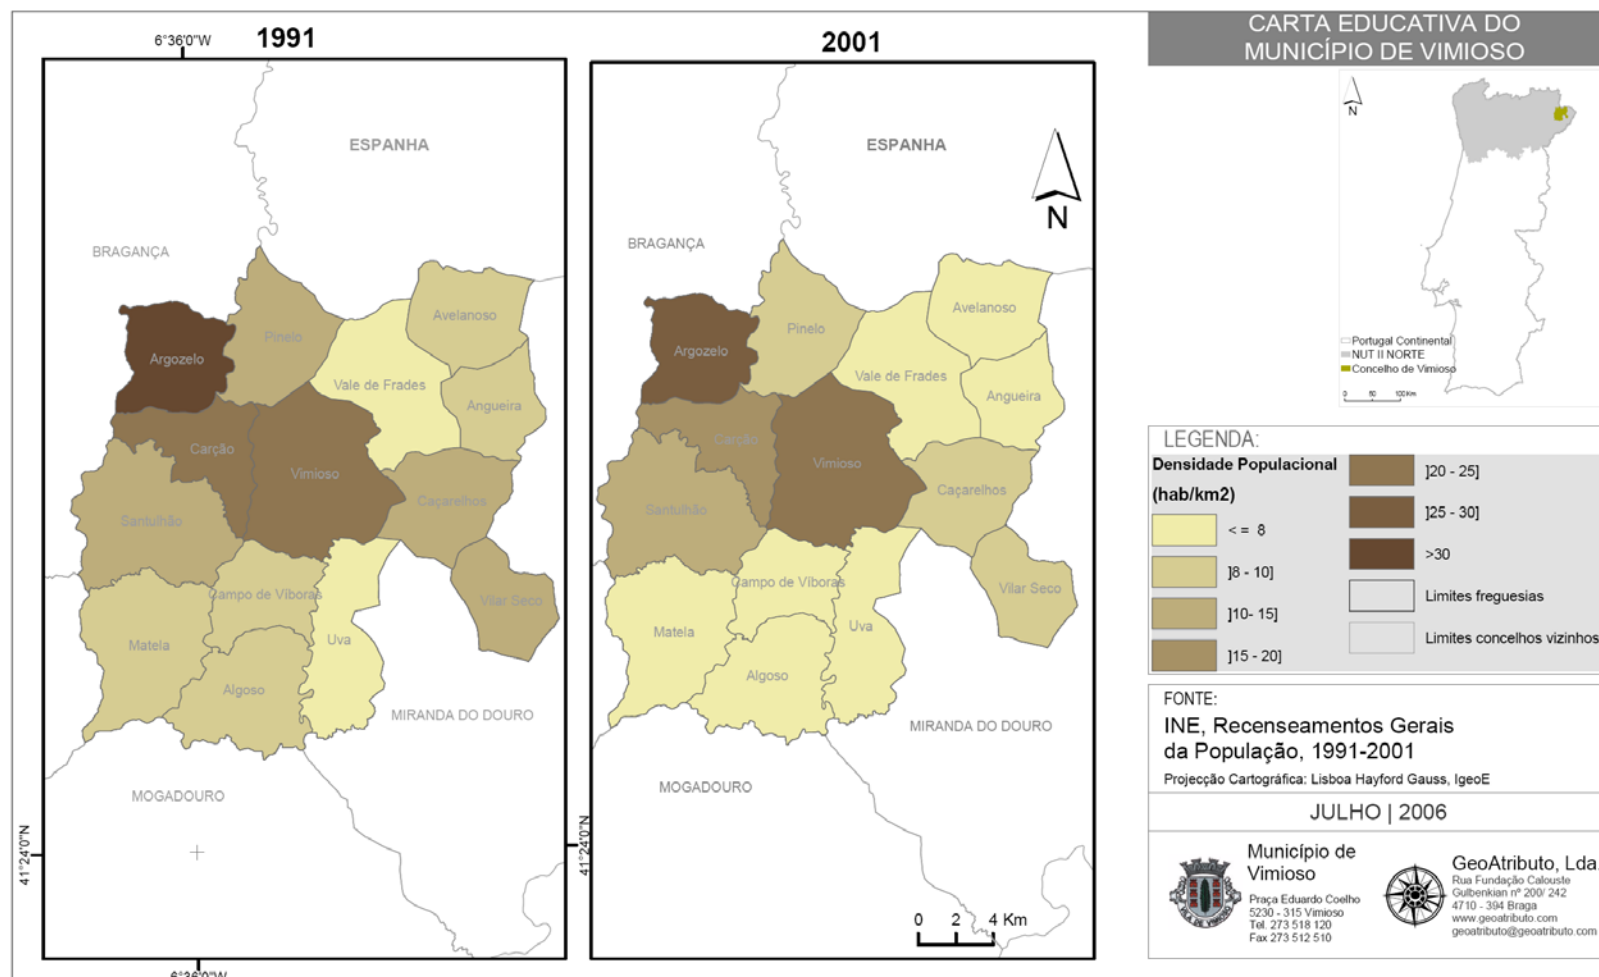 6°36'0"W
1991
ESPANHA
BRAGANÇA
Avelanoso
Pinelo
Argozelo
Vale de Frades
Angueira
Carção
Vimioso
Caçarelhos
Santulhão
Campo de Víboras
Vilar Seco
Uva
Matela
Algoso
MIRANDA DO DOURO
MOGADOURO
41°24'0"N
6°36'0"W
2001
ESPANHA
N
BRAGANÇA
Avelanoso
Pinelo
Argozelo
Vale de Frades
Angueira
Carção
Vimioso
Caçarelhos
Santulhão
Campo de Víboras
Vilar Seco
Uva
Matela
Algoso
MIRANDA DO DOURO
MOGADOURO
41°24'0"N
0 2 4 Km
CARTA EDUCATIVA DO
MUNICÍPIO DE VIMIOSO
N
Portugal Continental
NUT II NORTE
Concelho de Vimioso
0 50 100 Km
LEGENDA:
Densidade Populacional
(hab/km2)
< = 8
]8 - 10]
]10- 15]
]15 - 20]
]20 - 25]
]25 - 30]
>30
Limites freguesias
Limites concelhos vizinhos
FONTE:
INE, Recenseamentos Gerais
da População, 1991-2001
Projecção Cartográfica: Lisboa Hayford Gauss, IgeoE
JULHO | 2006
VILA DE VIMIOSO
Município de
Vimioso
Praça Eduardo Coelho
5230 - 315 Vimioso
Tel. 273 518 120
Fax 273 512 510
GeoAtributo, Lda.
Rua Fundação Calouste
Gulbenkian nº 200/ 242
4710 - 394 Braga
www.geoatributo.com
geoatributo@geoatributo.com